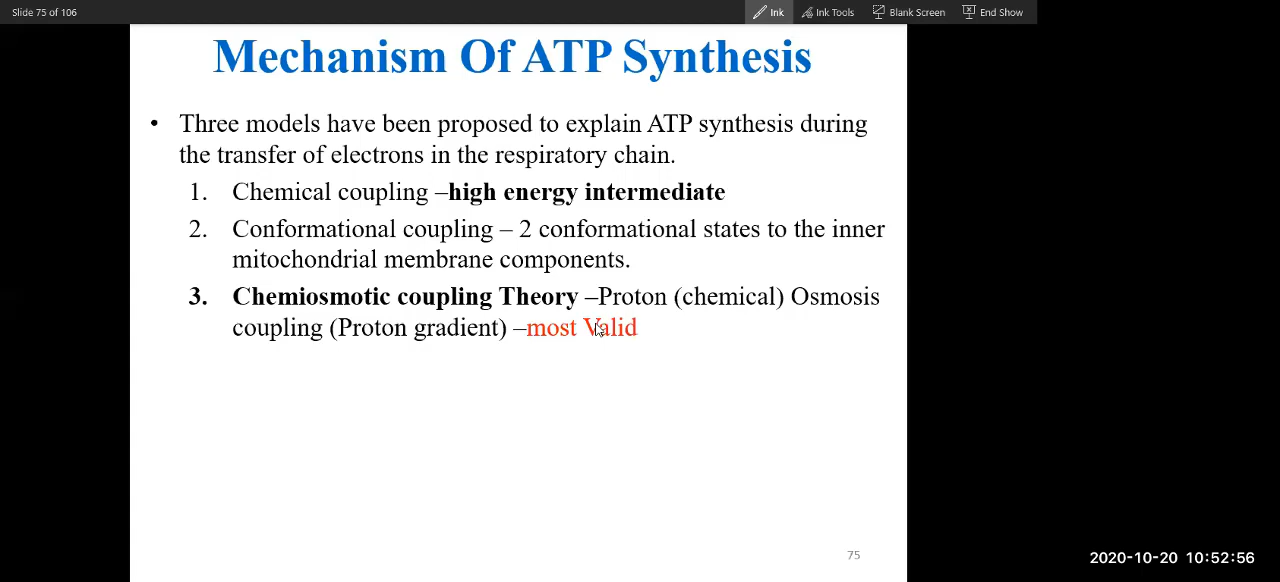 Slide 75 of 106
Ink
Ink Tools
Blank Screen
End Show
Mechanism Of ATP Synthesis
• Three models have been proposed to explain ATP synthesis during
the transfer of electrons in the respiratory chain.
1. Chemical coupling –high energy intermediate
2. Conformational coupling – 2 conformational states to the inner
mitochondrial membrane components.
3. Chemiosmotic coupling Theory –Proton (chemical) Osmosis
coupling (Proton gradient) –most Valid
75
2020-10-20 10:52:56